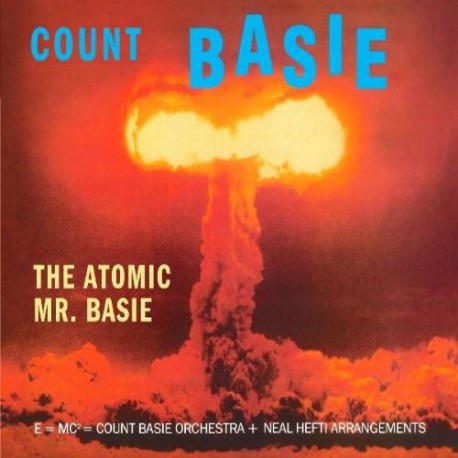 COUNT BASIE
THE ATOMIC
MR. BASIE
E = MC² = COUNT BASIE ORCHESTRA + NEAL HEFTI ARRANGEMENTS